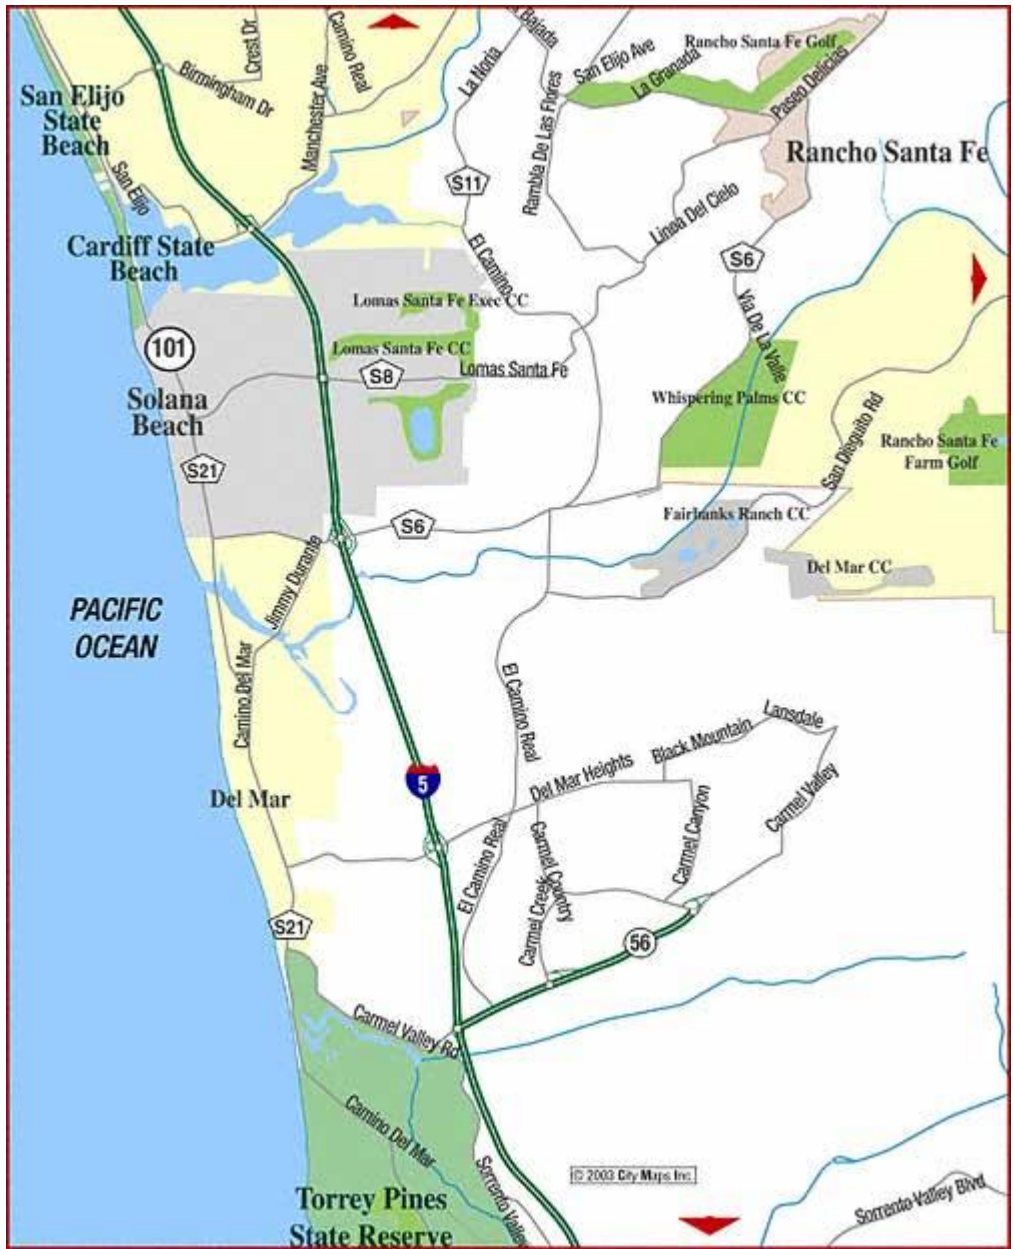 Bajada
Crest Dr
Camino Real
San Elijo Ave
Rancho Santa Fe Golf
La Noria
La Granada
Paseo Delicias
Birmingham Dr
Manchester Ave
San Elijo
State
Beach
Rancho Santa Fe
Rambla De Las Flores
S11
San Elijo
Linea Del Cielo
Cardiff State
Beach
El Camino
S6
Lomas Santa Fe Exec CC
Via De La Valle
101
Lomas Santa Fe CC
S8
Lomas Santa Fe
Solana
Beach
Whispering Palms CC
San Dieguito Rd
Rancho Santa Fe
Farm Golf
S21
S6
Fairbanks Ranch CC
Jimmy Durante
Del Mar CC
PACIFIC
OCEAN
Camino Del Mar
El Camino Real
Lansdale
Black Mountain
Del Mar Heights
5
Del Mar
Carmel Valley
Carmel Canyon
El Camino Real
Carmel Country
Carmel Creek
S21
56
Carmel Valley Rd
Camino Del Mar
Sorrento Valley
© 2003 City Maps Inc.
Sorrento Valley Blvd
Torrey Pines
State Reserve